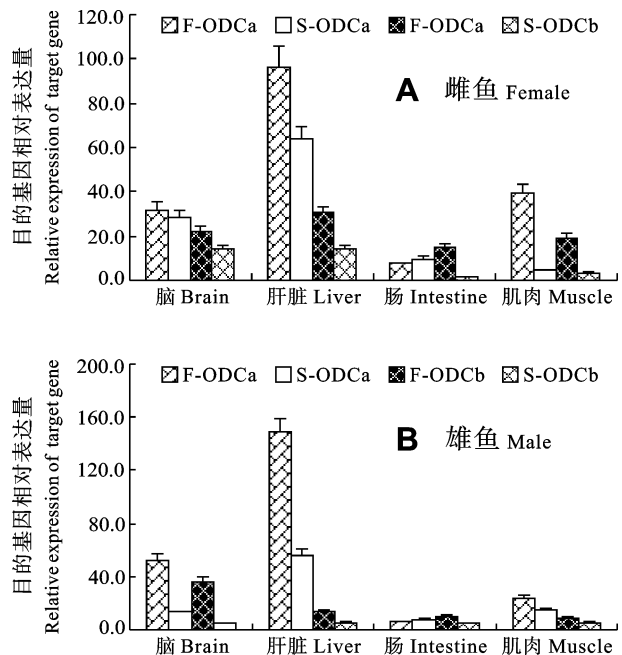 120.0
F-ODCa S-ODCa F-ODCa S-ODCb
100.0
A 雌鱼 Female
80.0
60.0
40.0
20.0
0.0
目的基因相对表达量
Relative expression of target gene
脑 Brain 肝脏 Liver 肠 Intestine 肌肉 Muscle
200.0
F-ODCa S-ODCa F-ODCb S-ODCb
160.0
B 雄鱼 Male
120.0
80.0
40.0
0.0
目的基因相对表达量
Relative expression of target gene
脑 Brain 肝脏 Liver 肠 Intestine 肌肉 Muscle